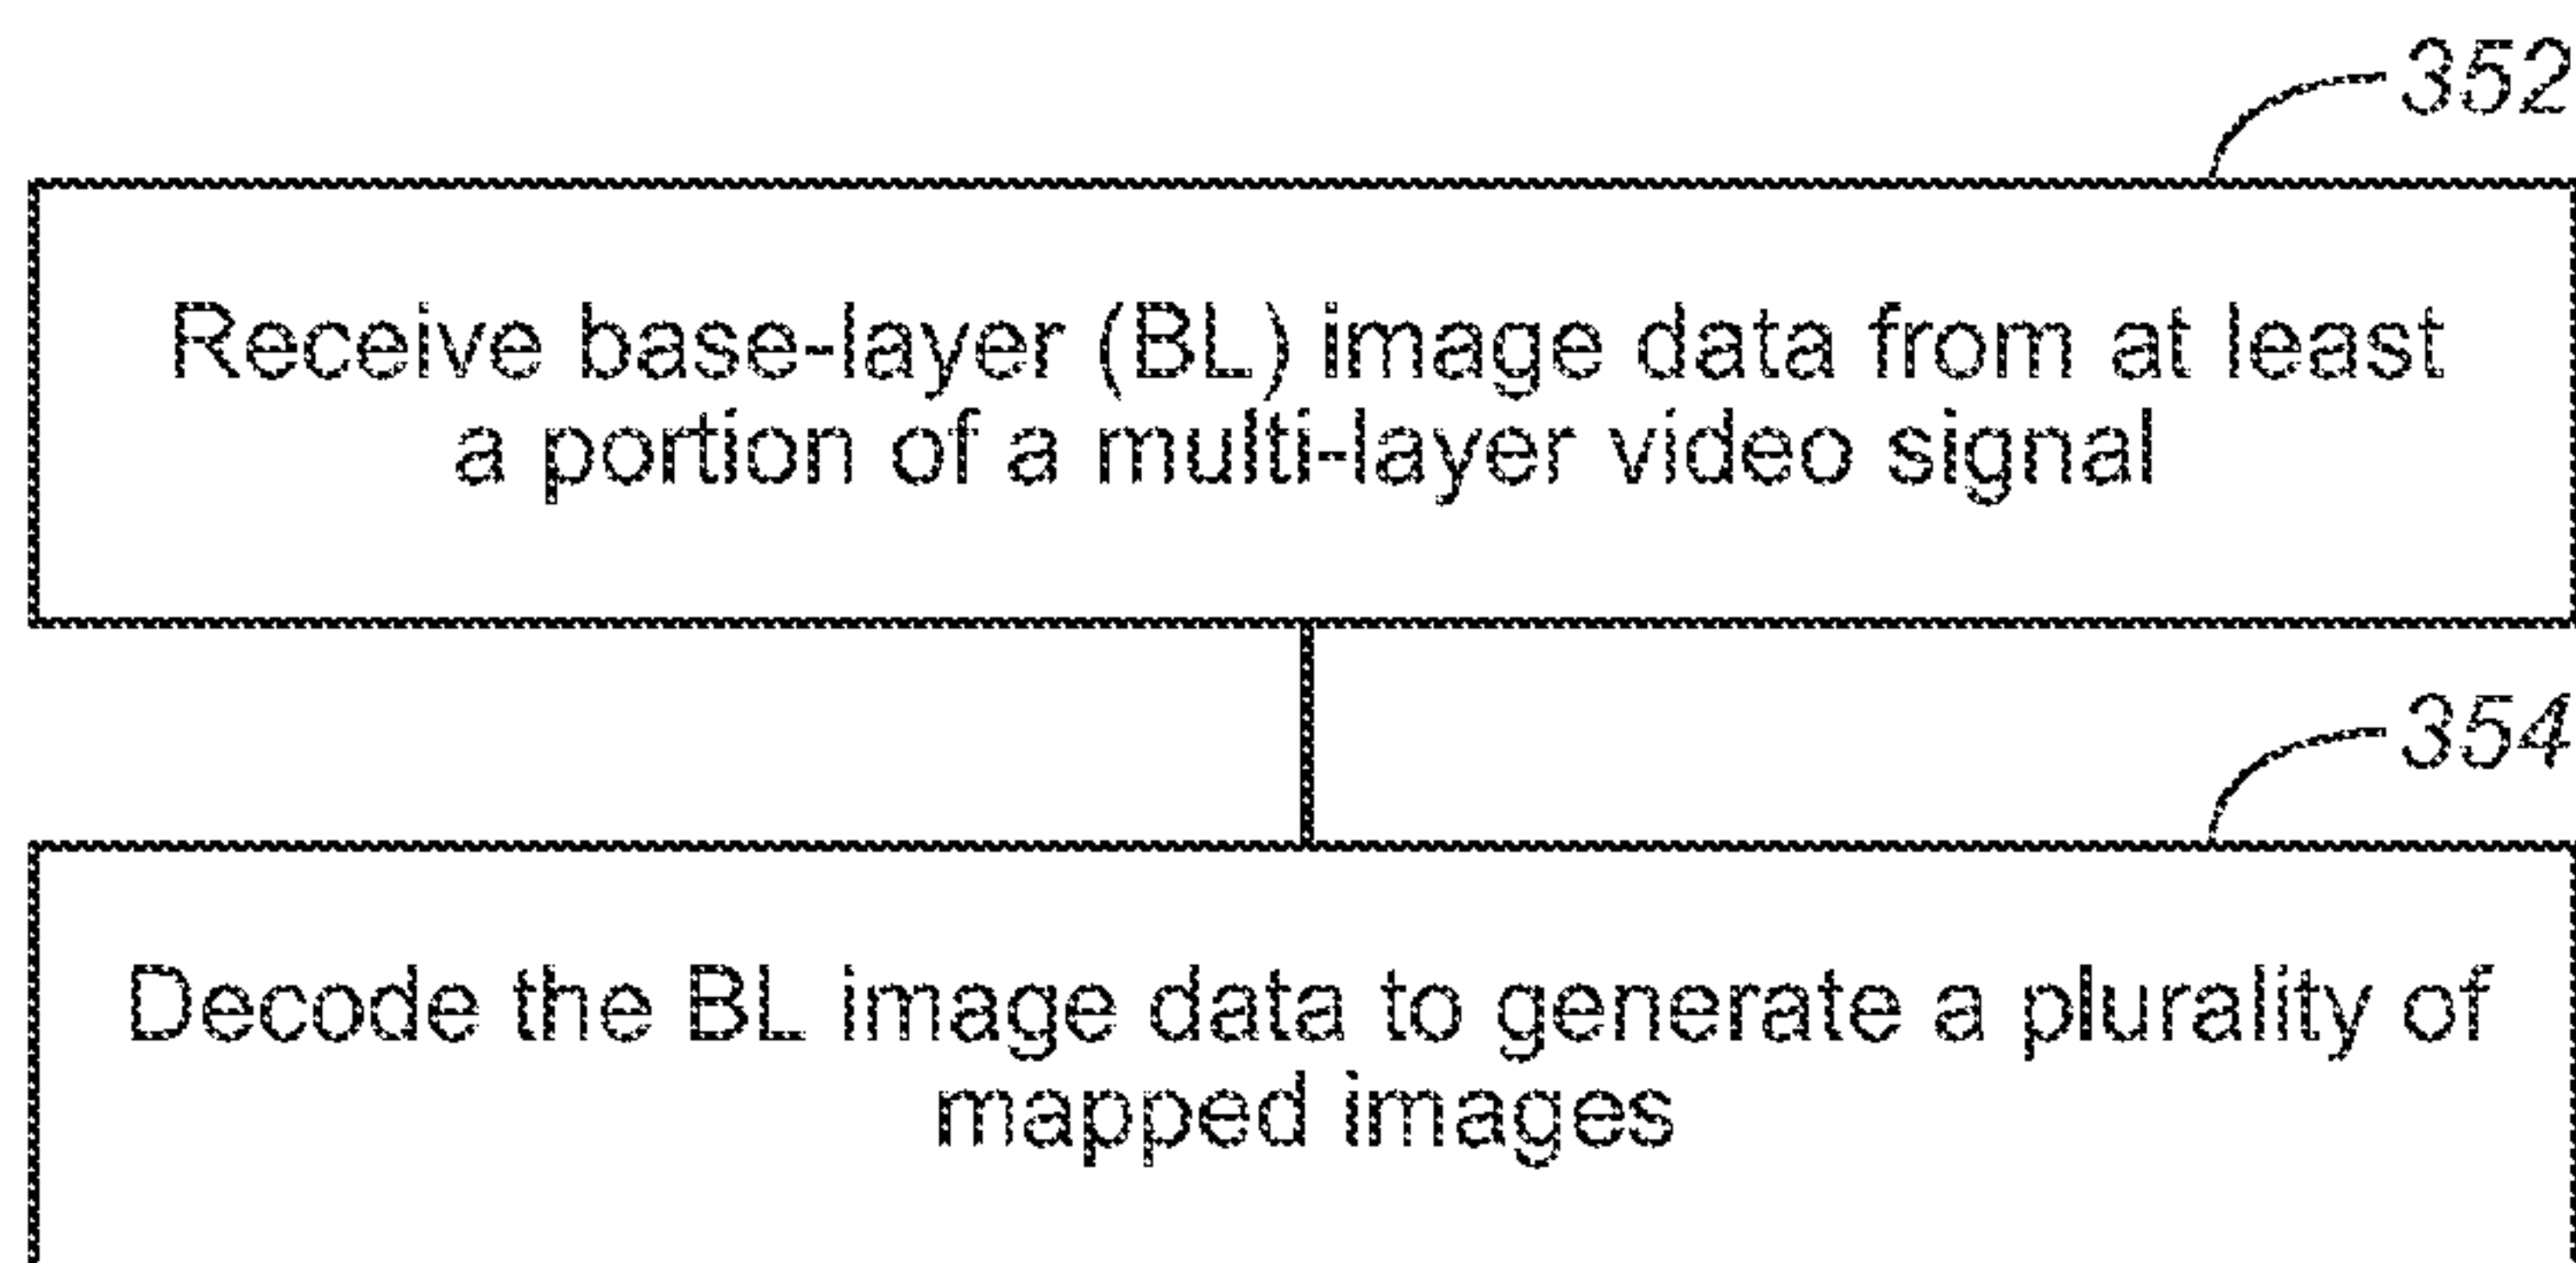 352
Receive base-layer (BL) image data from at least
a portion of a multi-layer video signal
354
Decode the BL image data to generate a plurality of
mapped images